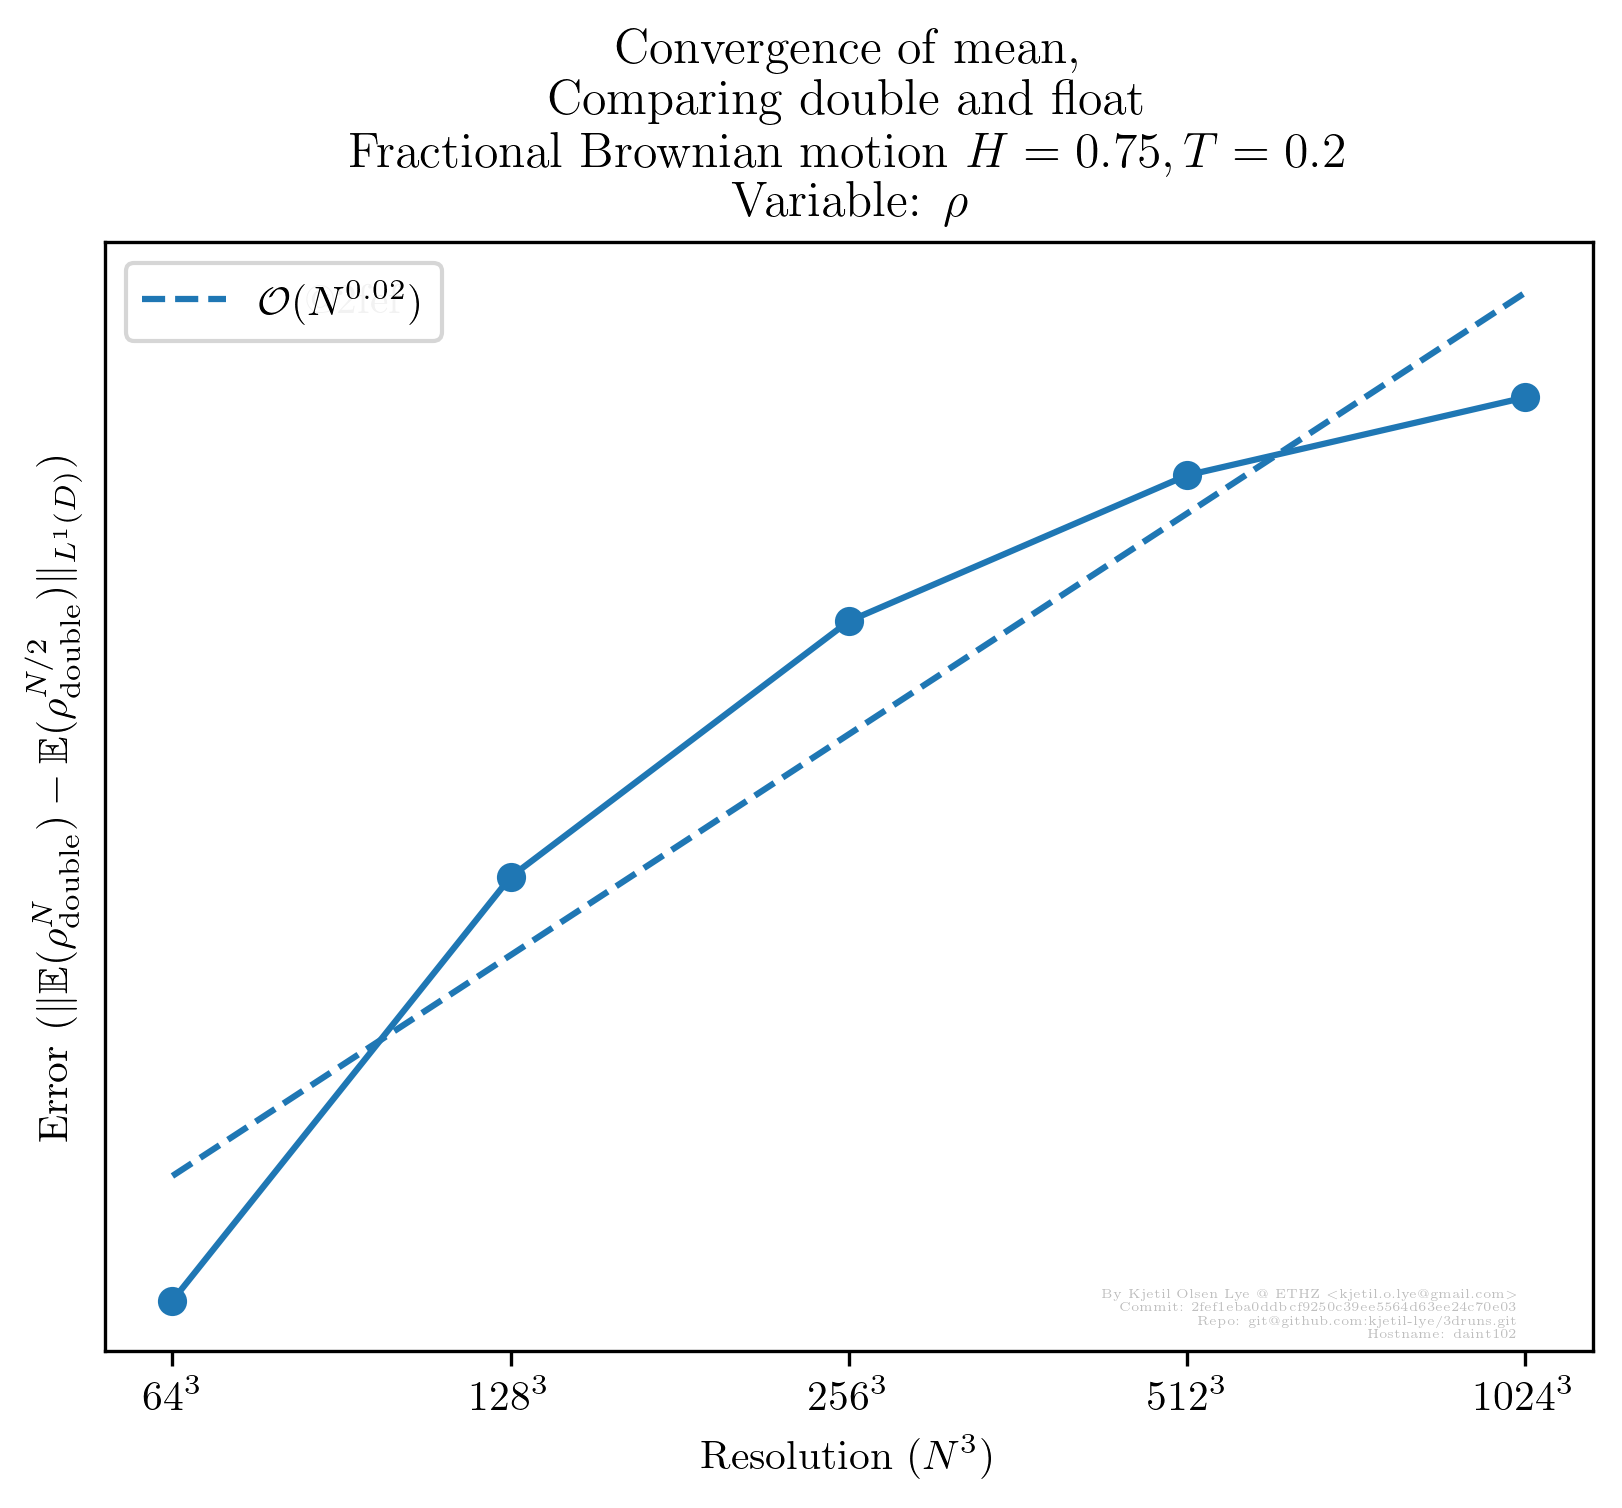 Convergence of mean,
Comparing double and float
Fractional Brownian motion H = 0.75, T = 0.2
Variable: ρ
𝒪(N^0.02)
Error (‖𝔼(ρ^N_double) − 𝔼(ρ^{N/2}_double)‖_{L^1(D)})
By Kjetil Olsen Lye @ ETHZ <kjetil.o.lye@gmail.com>
Commit: 2fef1eba0ddbcf9250c39ee5564d63ee24c70e03
Repo: git@github.com:kjetil-lye/3druns.git
Hostname: daint102
64^3 128^3 256^3 512^3 1024^3
Resolution (N^3)